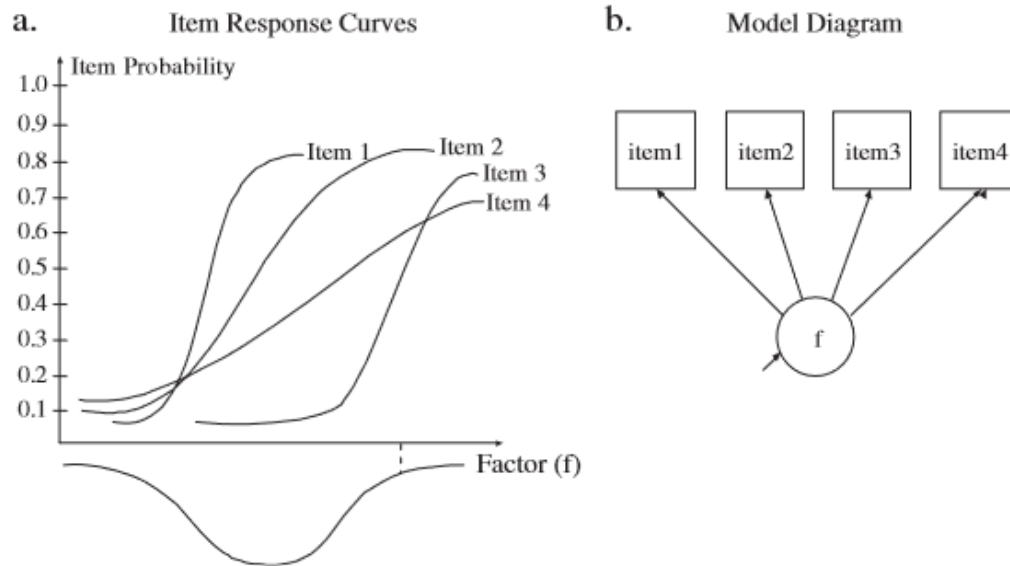 a. Item Response Curves
b. Model Diagram
Item Probability
1.0
0.9
0.8
0.7
0.6
0.5
0.4
0.3
0.2
0.1
Item 1
Item 2
Item 3
Item 4
Factor (f)
item1 item2 item3 item4
f